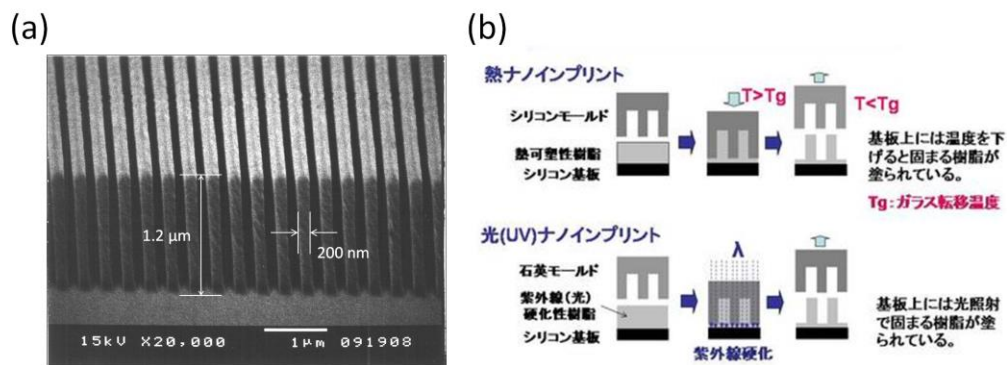 (a)
1.2 μm
200 nm
15kV X20,000 1μm 091908
(b)
熱ナノインプリント
シリコンモールド
熱可塑性樹脂
シリコン基板
T>Tg
T<Tg
基板上には温度を下
げると固まる樹脂が
塗られている。
Tg:ガラス転移温度
光(UV)ナノインプリント
石英モールド
紫外線(光)
硬化性樹脂
シリコン基板
λ
紫外線硬化
基板上には光照射
で固まる樹脂が塗
られている。